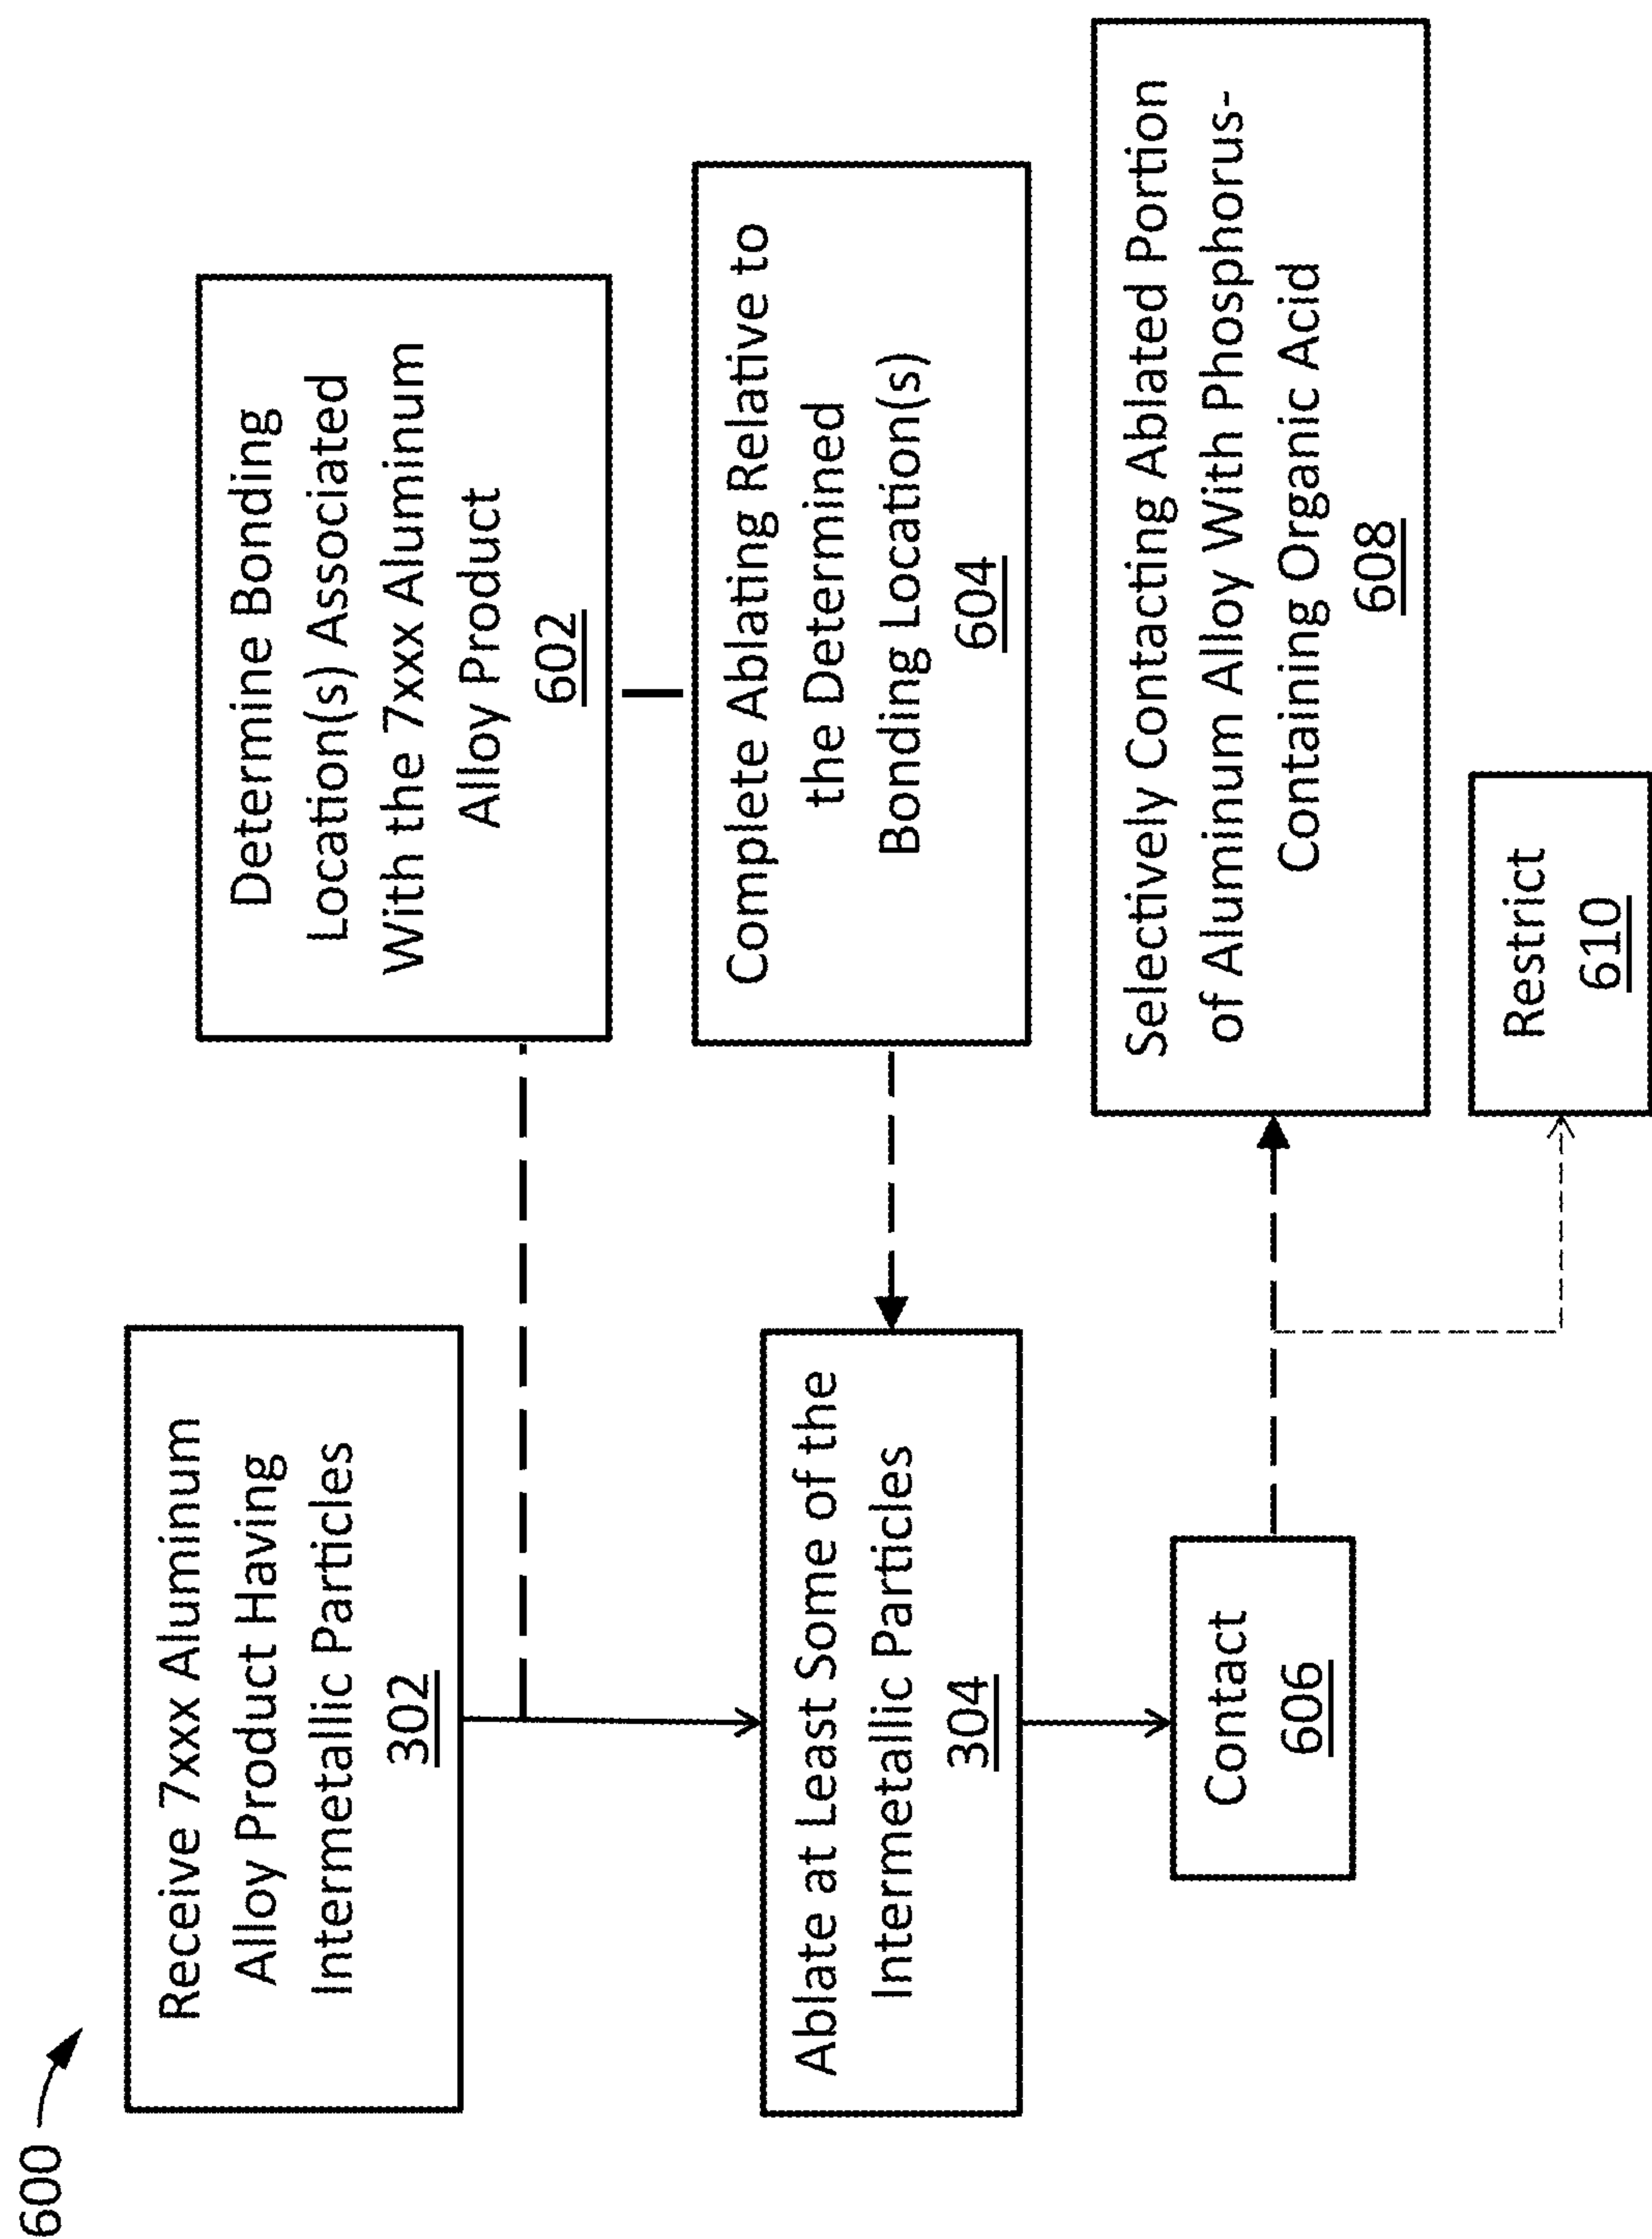 600
Receive 7xxx Aluminum
Alloy Product Having
Intermetallic Particles
302
Determine Bonding
Location(s) Associated
With the 7xxx Aluminum
Alloy Product
602
Complete Ablating Relative to
the Determined
Bonding Location(s)
604
Ablate at Least Some of the
Intermetallic Particles
304
Contact
606
Selectively Contacting Ablated Portion
of Aluminum Alloy With Phosphorus-
Containing Organic Acid
608
Restrict
610